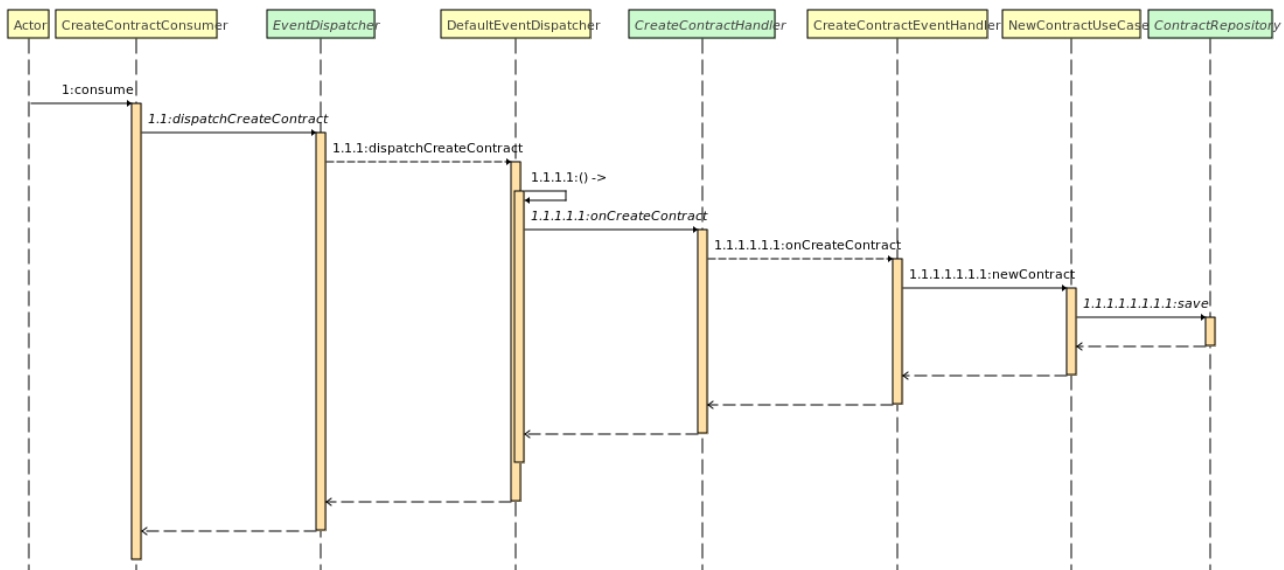 Actor
CreateContractConsumer
EventDispatcher
DefaultEventDispatcher
CreateContractHandler
CreateContractEventHandler
NewContractUseCase
ContractRepository
1:consume
1.1:dispatchCreateContract
1.1.1:dispatchCreateContract
1.1.1.1:() ->
1.1.1.1.1:onCreateContract
1.1.1.1.1.1:onCreateContract
1.1.1.1.1.1.1:newContract
1.1.1.1.1.1.1.1:save